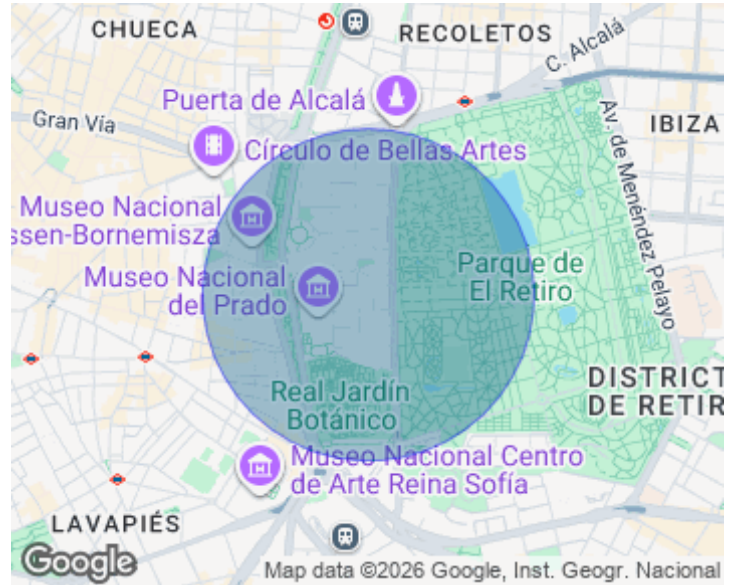 CHUECA
RECOLETOS
C. Alcalá
Puerta de Alcalá
Gran Vía
IBIZA
Círculo de Bellas Artes
Av. de Menéndez Pelayo
Museo Nacional
ssen-Bornemisza
Museo Nacional
del Prado
Parque de
El Retiro
DISTRICT
DE RETIR
Real Jardín
Botánico
Museo Nacional Centro
de Arte Reina Sofía
LAVAPIÉS
Google
Map data ©2026 Google, Inst. Geogr. Nacional